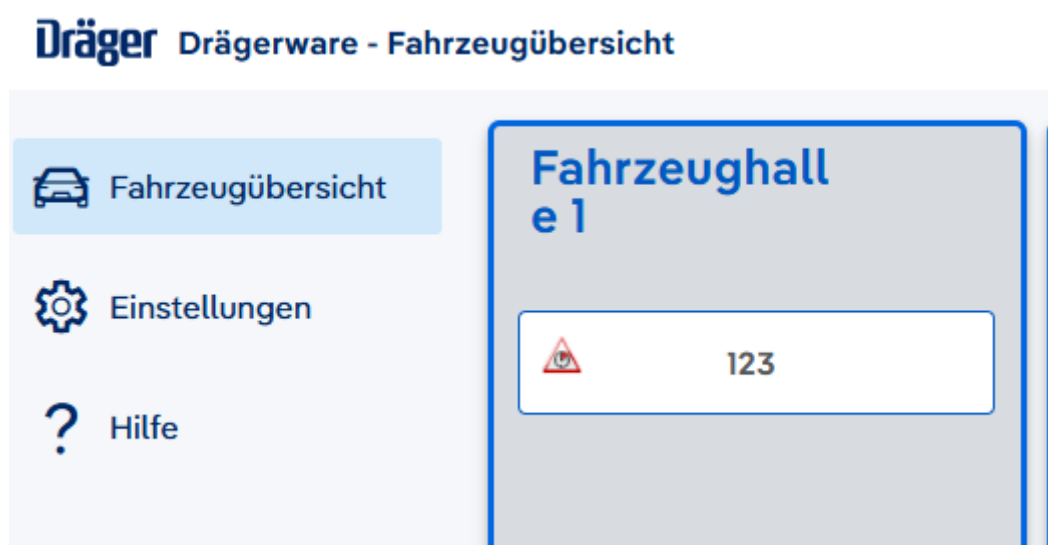 Dräger Drägerware - Fahrzeugübersicht
Fahrzeugübersicht
Einstellungen
Hilfe
Fahrzeughall
e 1
123